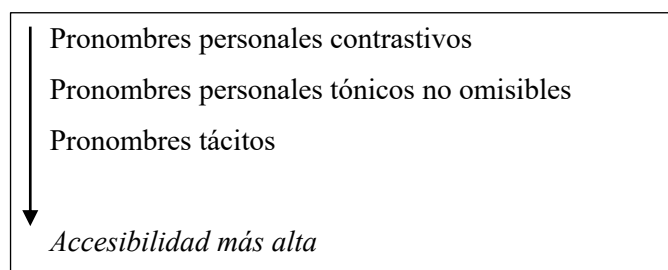 Pronombres personales contrastivos
Pronombres personales tónicos no omisibles
Pronombres tácitos
Accesibilidad más alta